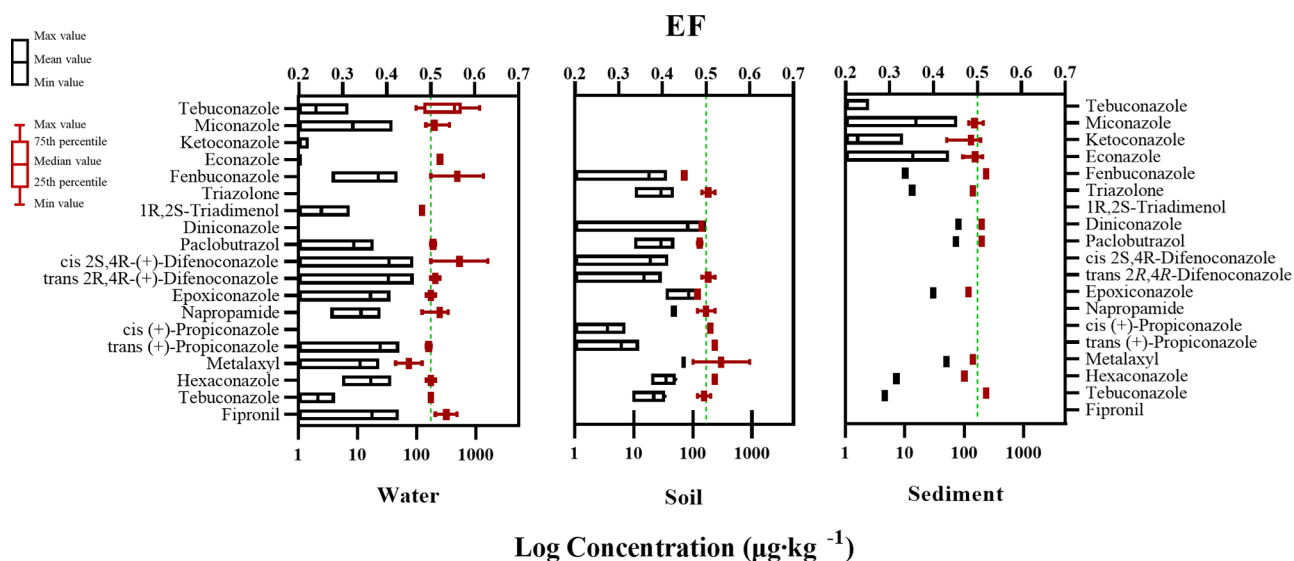 EF
Max value
Mean value
Min value
Max value
75th percentile
Median value
25th percentile
Min value
0.2 0.3 0.4 0.5 0.6 0.7
Tebuconazole
Miconazole
Ketoconazole
Econazole
Fenbuconazole
Triazolone
1R,2S-Triadimenol
Diniconazole
Paclobutrazol
cis 2S,4R-(+)-Difenoconazole
trans 2R,4R-(+)-Difenoconazole
Epoxiconazole
Napropamide
cis (+)-Propiconazole
trans (+)-Propiconazole
Metalaxyl
Hexaconazole
Tebuconazole
Fipronil
1 10 100 1000
Water
0.2 0.3 0.4 0.5 0.6 0.7
1 10 100 1000
Soil
0.2 0.3 0.4 0.5 0.6 0.7
Tebuconazole
Miconazole
Ketoconazole
Econazole
Fenbuconazole
Triazolone
1R,2S-Triadimenol
Diniconazole
Paclobutrazol
cis 2S,4R-Difenoconazole
trans 2R,4R-Difenoconazole
Epoxiconazole
Napropamide
cis (+)-Propiconazole
trans (+)-Propiconazole
Metalaxyl
Hexaconazole
Tebuconazole
Fipronil
1 10 100 1000
Sediment
Log Concentration (μg·kg -1)